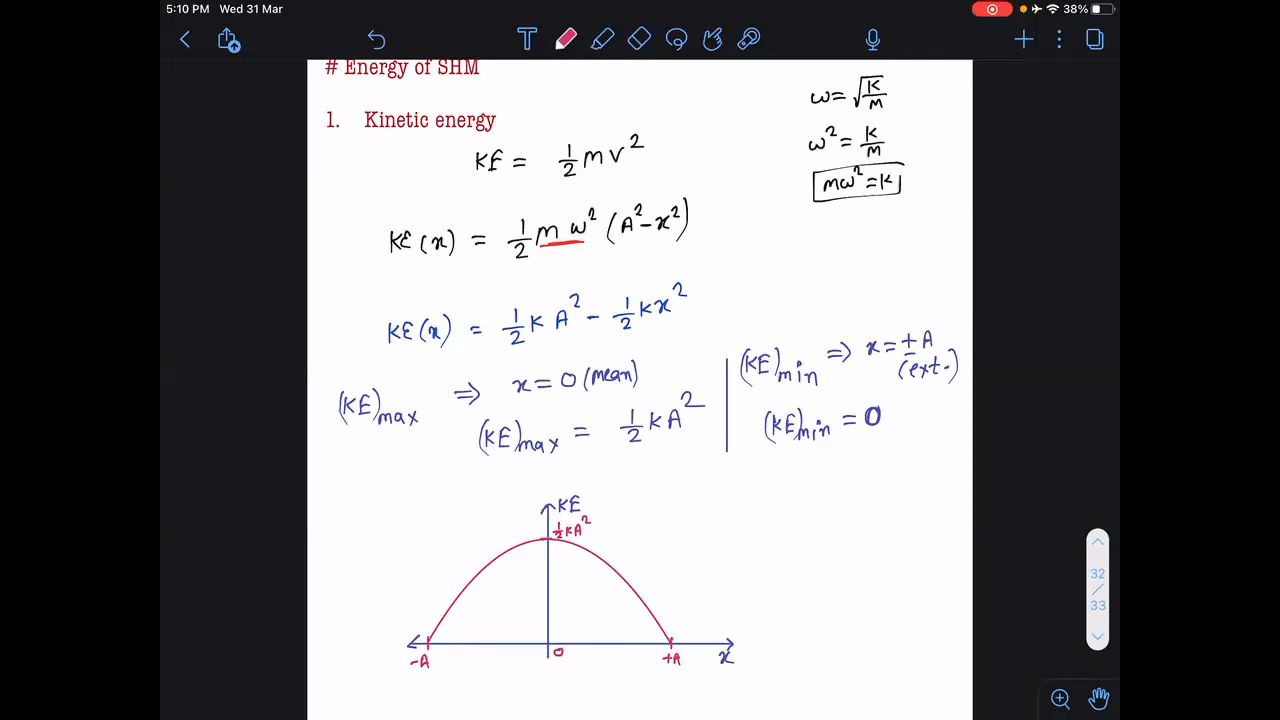 5:10 PM Wed 31 Mar
38%
# Energy of SHM
1. Kinetic energy
ω = √(K/M)
ω² = K/M
mω² = K
KE = 1/2 m v²
KE(x) = 1/2 m ω² (A² - x²)
KE(x) = 1/2 K A² - 1/2 K x²
(KE)max ⇒ x = 0 (mean)
(KE)max = 1/2 K A²
(KE)min ⇒ x = ±A
(ext.)
(KE)min = 0
KE
1/2 KA²
-A
0
+A
x
32
/
33